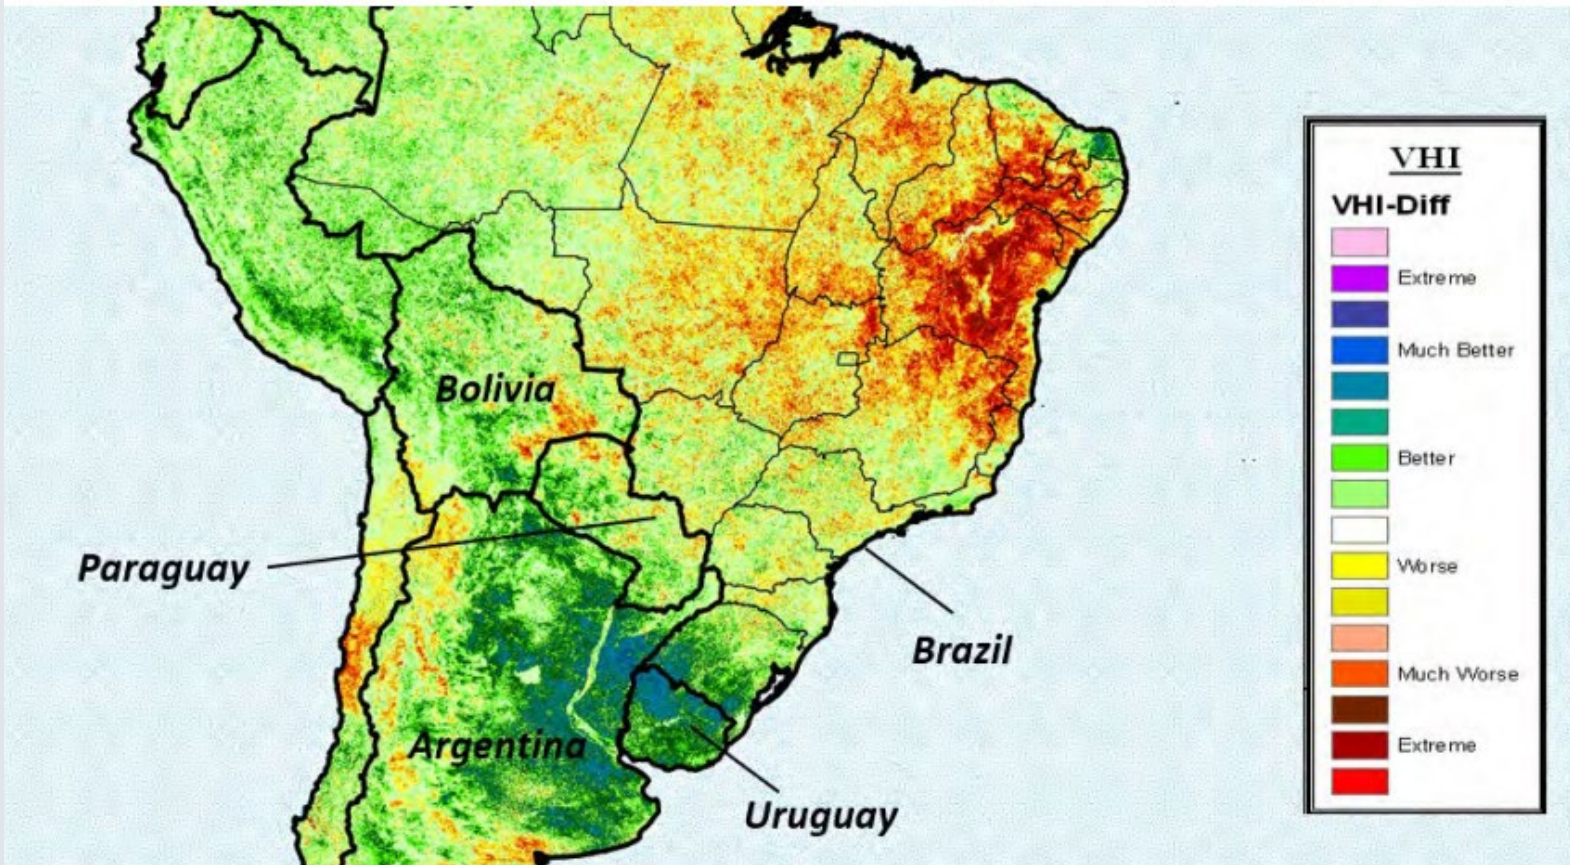 Bolivia
Paraguay
Brazil
Argentina
Uruguay
VHI
VHI-Diff
Extreme
Much Better
Better
Worse
Much Worse
Extreme